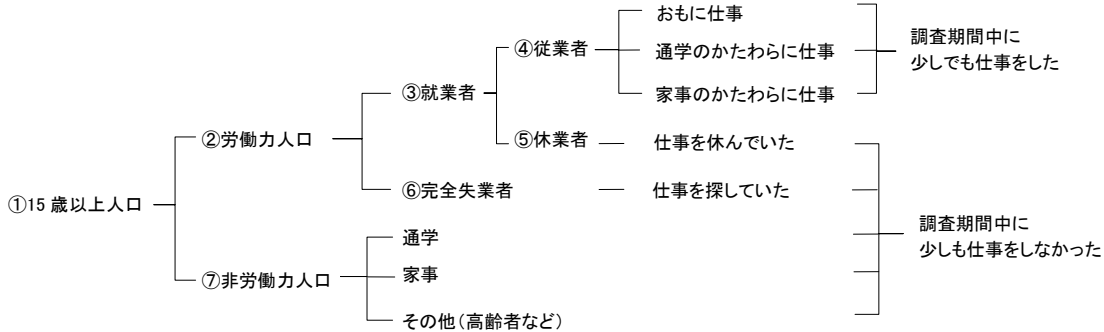 おもに仕事
④従業者
通学のかたわらに仕事
調査期間中に
少しでも仕事をした
③就業者
家事のかたわらに仕事
②労働力人口
⑤休業者
仕事を休んでいた
⑥完全失業者
仕事を探していた
①15 歳以上人口
調査期間中に
少しも仕事をしなかった
通学
⑦非労働力人口
家事
その他(高齢者など)